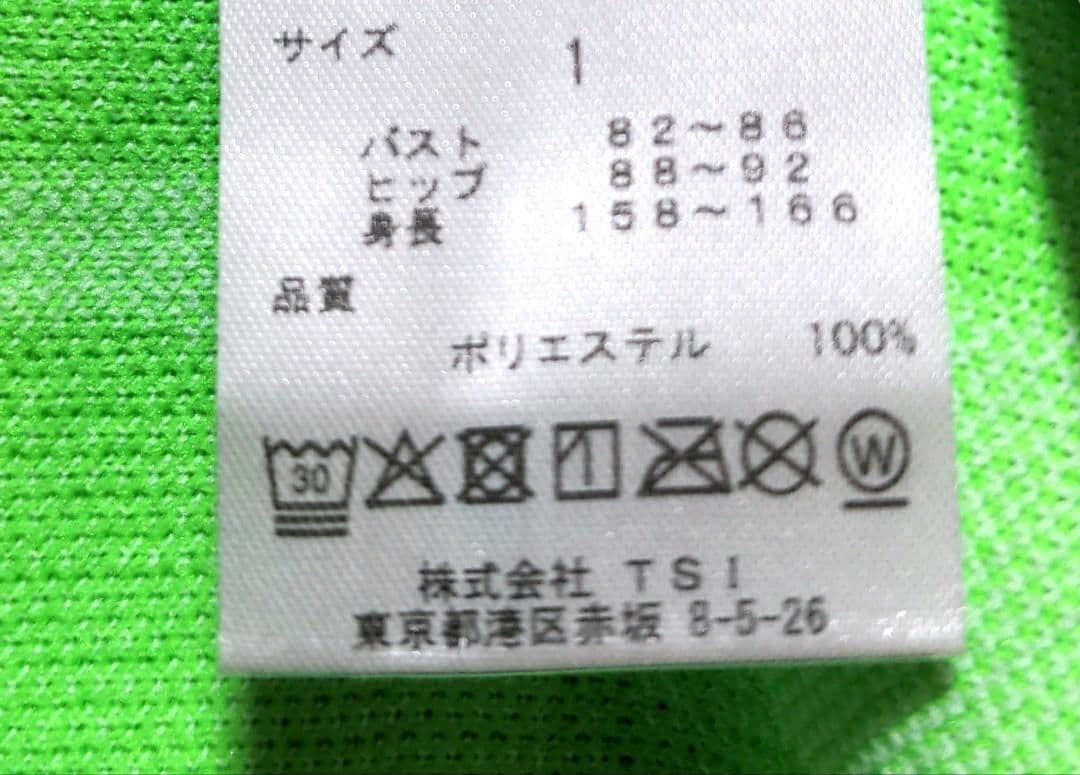 サイズ 1
バスト 82~86
ヒップ 88~92
身長 158~166
品質
ポリエステル 100%
30 W
株式会社 TSI
東京都港区赤坂 8-5-26